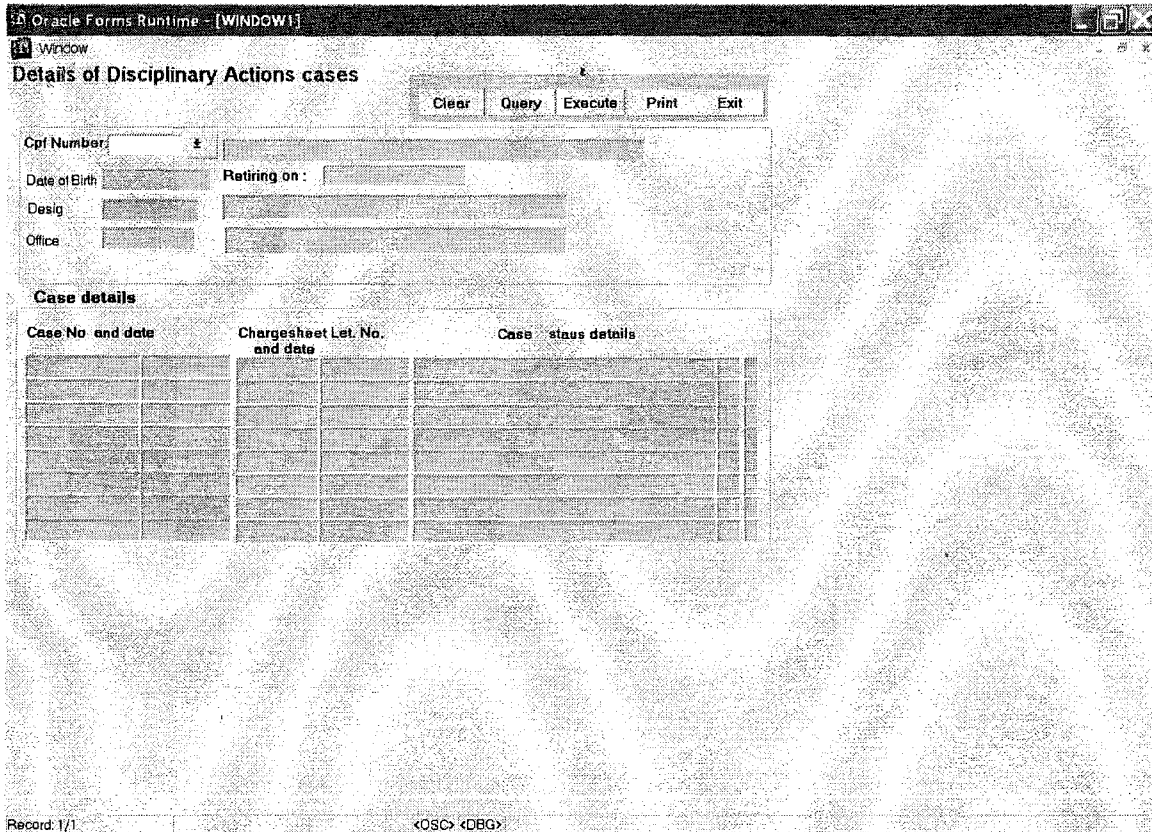 Oracle Forms Runtime - [WINDOW1]
Window
Details of Disciplinary Actions cases
Clear Query Execute Print Exit
Cpf Number:
Date of Birth Retiring on :
Desig
Office
Case details
Case No and date Chargesheet Let. No. and date Case staus details
Record: 1/1 <OSC> <DBG>